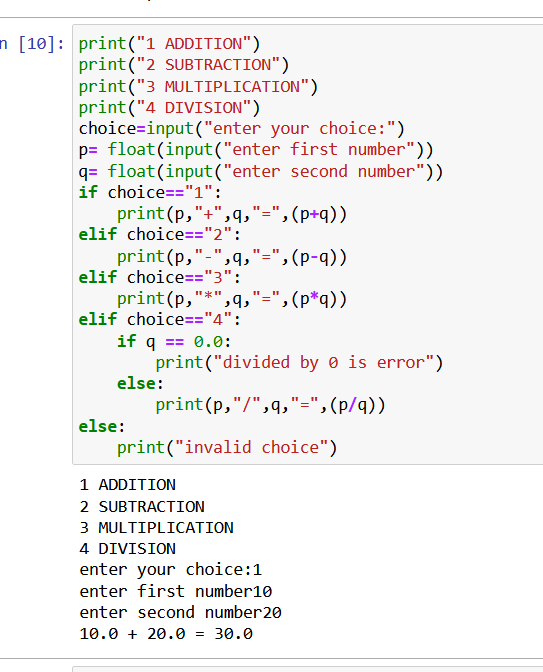 n [10]:
print("1 ADDITION")
print("2 SUBTRACTION")
print("3 MULTIPLICATION")
print("4 DIVISION")
choice=input("enter your choice:")
p= float(input("enter first number"))
q= float(input("enter second number"))
if choice=="1":
    print(p,"+",q,"=",(p+q))
elif choice=="2":
    print(p,"-",q,"=",(p-q))
elif choice=="3":
    print(p,"*",q,"=",(p*q))
elif choice=="4":
    if q == 0.0:
        print("divided by 0 is error")
    else:
        print(p,"/",q,"=",(p/q))
else:
    print("invalid choice")
1 ADDITION
2 SUBTRACTION
3 MULTIPLICATION
4 DIVISION
enter your choice:1
enter first number10
enter second number20
10.0 + 20.0 = 30.0